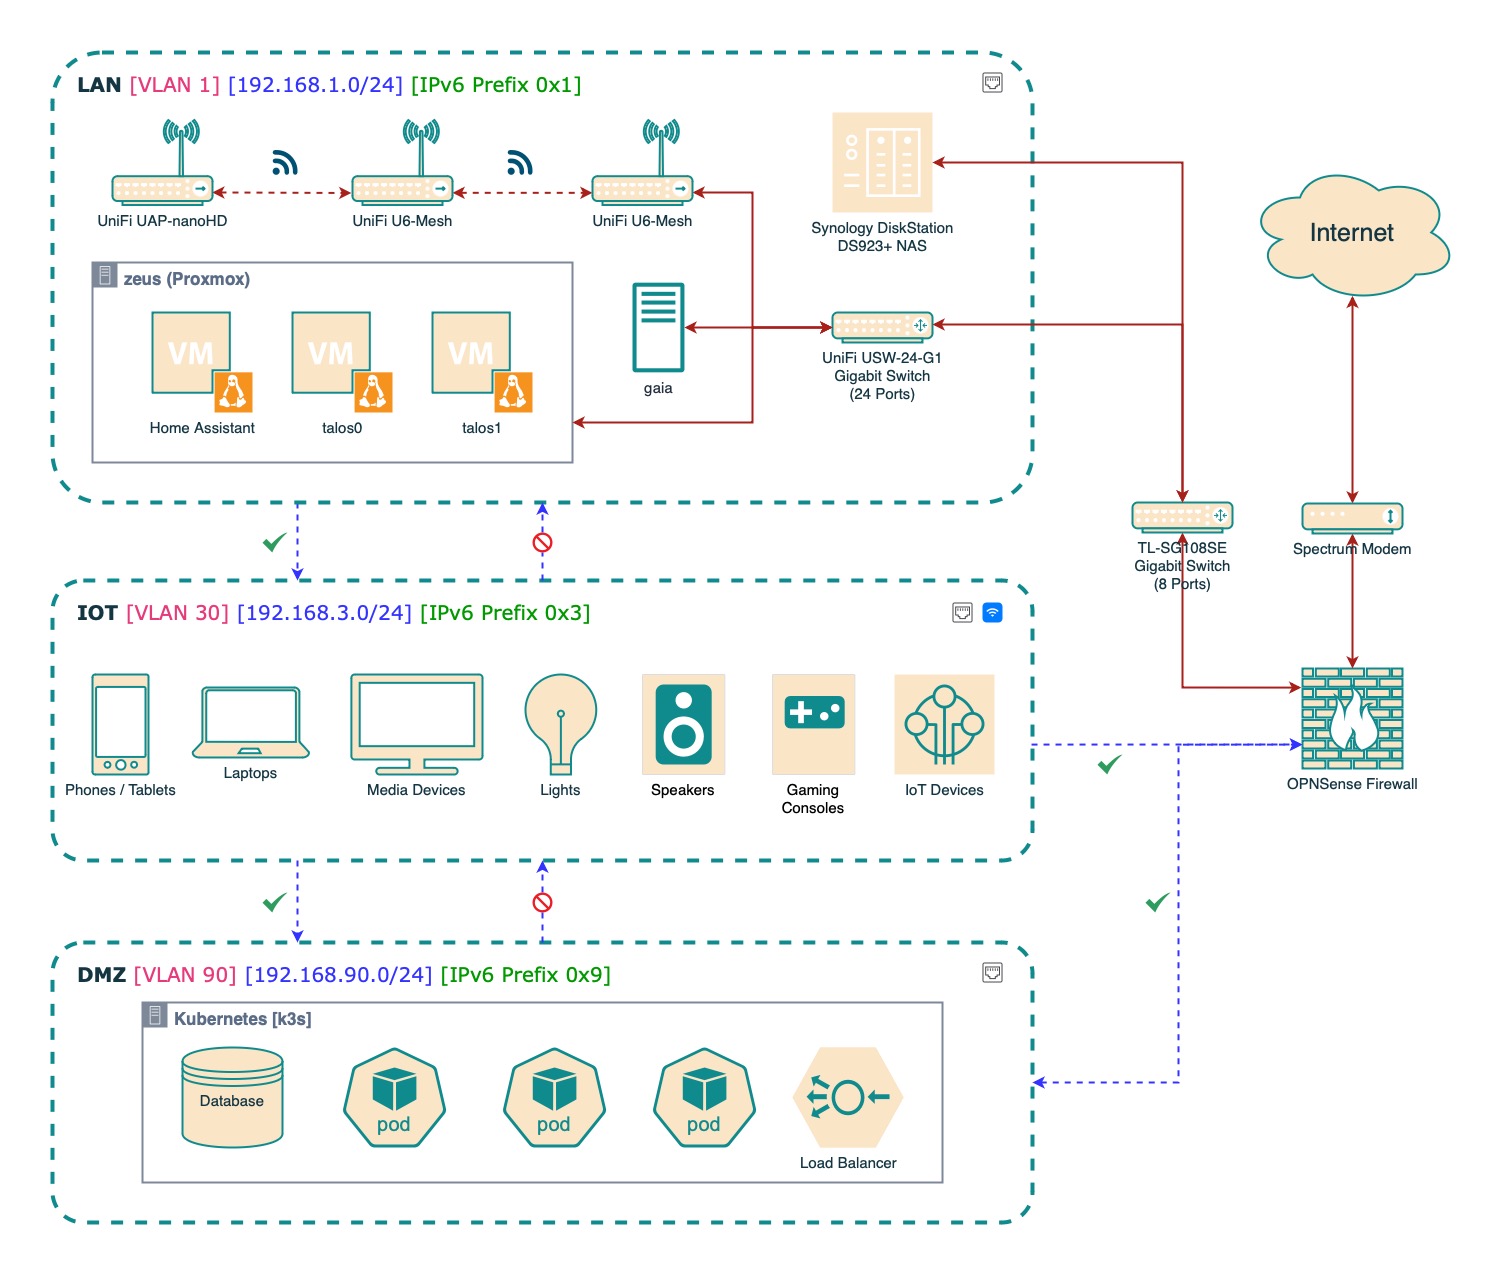 LAN [VLAN 1] [192.168.1.0/24] [IPv6 Prefix 0x1]
UniFi UAP-nanoHD
UniFi U6-Mesh
UniFi U6-Mesh
Synology DiskStation
DS923+ NAS
Internet
zeus (Proxmox)
VM
VM
VM
Home Assistant
talos0
talos1
gaia
UniFi USW-24-G1
Gigabit Switch
(24 Ports)
TL-SG108SE
Gigabit Switch
(8 Ports)
Spectrum Modem
IOT [VLAN 30] [192.168.3.0/24] [IPv6 Prefix 0x3]
Phones / Tablets
Laptops
Media Devices
Lights
Speakers
Gaming
Consoles
IoT Devices
OPNSense Firewall
DMZ [VLAN 90] [192.168.90.0/24] [IPv6 Prefix 0x9]
Kubernetes [k3s]
Database
pod
pod
pod
Load Balancer